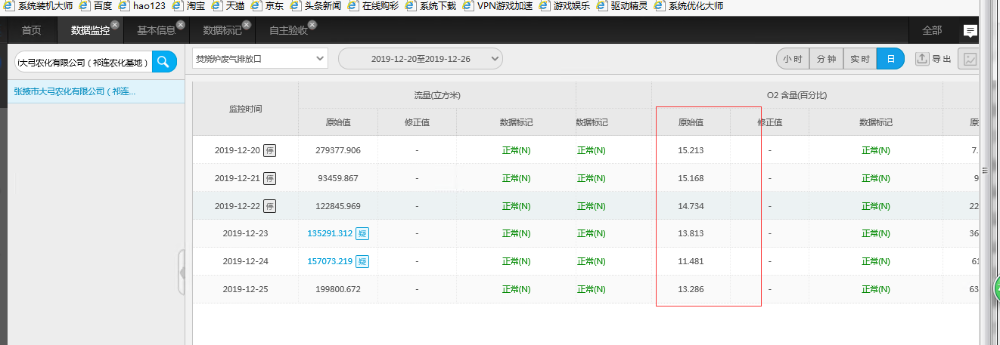 系统装机大师 百度 hao123 淘宝 天猫 京东 头条新闻 在线购彩 系统下载 VPN游戏加速 游戏娱乐 驱动精灵 系统优化大师
首页 数据监控 基本信息 数据标记 自主验收 全部
大弓农化有限公司（祁连农化基地） 焚烧炉废气排放口 2019-12-20至2019-12-26 小时 分钟 实时 日 导出
张掖市大弓农化有限公司（祁连...
监控时间 流量(立方米) O2 含量(百分比)
原始值 修正值 数据标记 数据标记 原始值 修正值 数据标记
2019-12-20 停 279377.906 - 正常(N) 正常(N) 15.213 - 正常(N) 7.
2019-12-21 停 93459.867 - 正常(N) 正常(N) 15.168 - 正常(N) 9
2019-12-22 停 122845.969 - 正常(N) 正常(N) 14.734 - 正常(N) 22
2019-12-23 135291.312 疑 - 正常(N) 正常(N) 13.813 - 正常(N) 36
2019-12-24 157073.219 疑 - 正常(N) 正常(N) 11.481 - 正常(N) 61
2019-12-25 199800.672 - 正常(N) 正常(N) 13.286 - 正常(N) 63